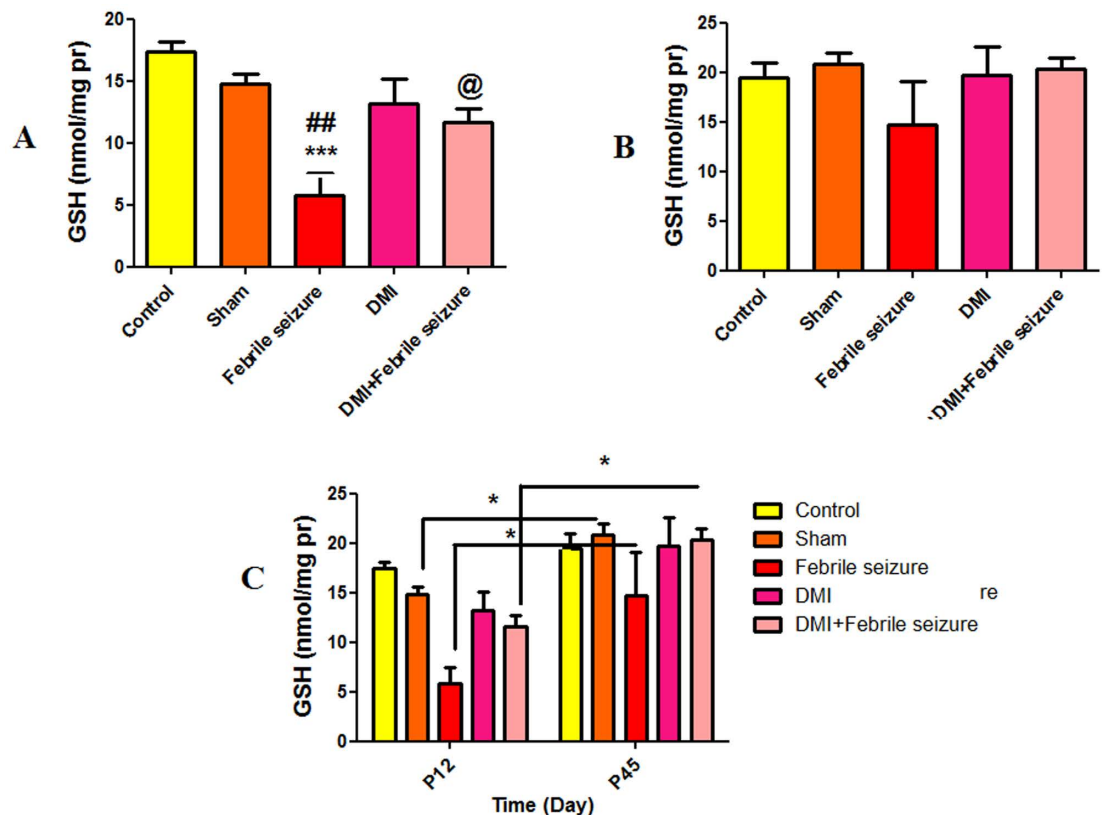 A
GSH (nmol/mg pr)
20
15
10
5
0
##
***
@
Control
Sham
Febrile seizure
DMI
DMI+Febrile seizure
B
GSH (nmol/mg pr)
25
20
15
10
5
0
Control
Sham
Febrile seizure
DMI
DMI+Febrile seizure
C
GSH (nmol/mg pr)
25
20
15
10
5
0
*
*
*
P12
P45
Time (Day)
Control
Sham
Febrile seizure
DMI
re
DMI+Febrile seizure